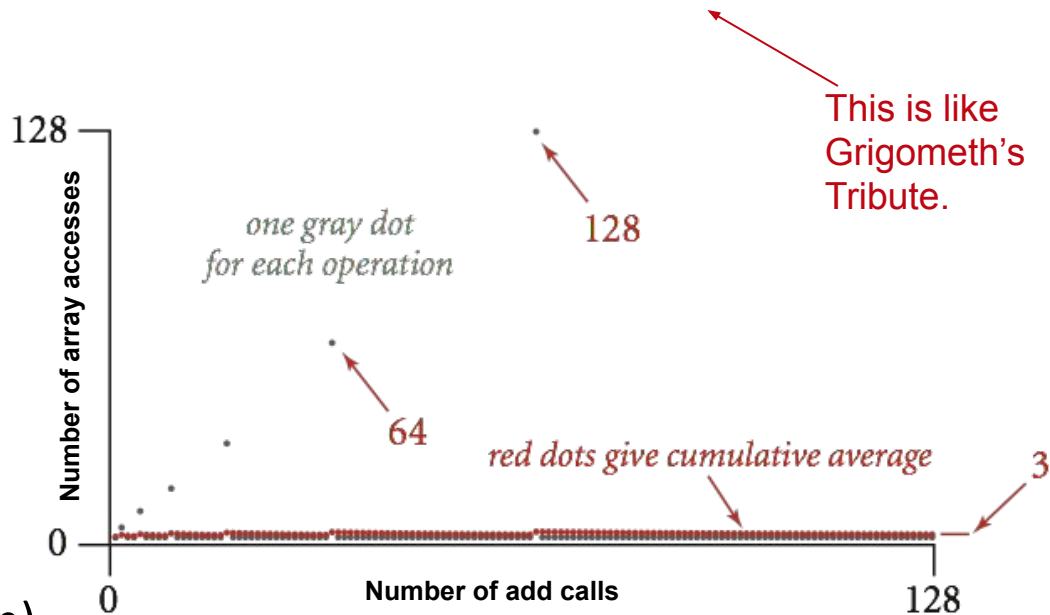 This is like
Grigometh's
Tribute.
128
Number of array accesses
one gray dot
for each operation
128
64
red dots give cumulative average
3
0
0
Number of add calls
128